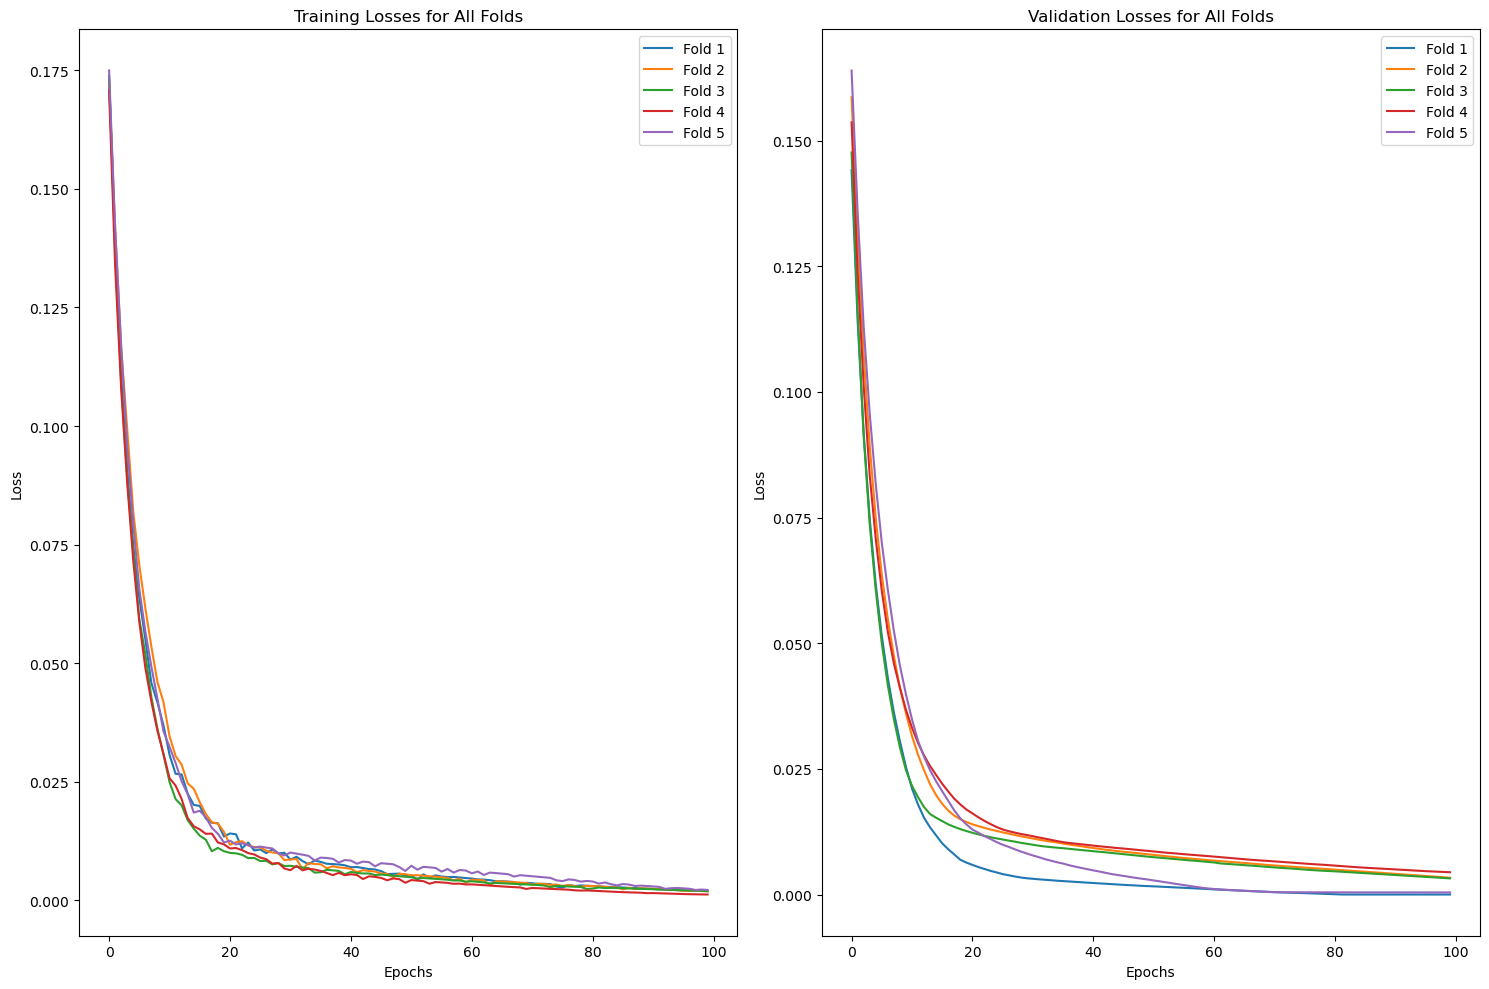 Training Losses for All Folds
Fold 1
Fold 2
Fold 3
Fold 4
Fold 5
0.175
0.150
0.125
0.100
0.075
0.050
0.025
0.000
Loss
0
20
40
60
80
100
Epochs
Validation Losses for All Folds
Fold 1
Fold 2
Fold 3
Fold 4
Fold 5
0.150
0.125
0.100
0.075
0.050
0.025
0.000
Loss
0
20
40
60
80
100
Epochs